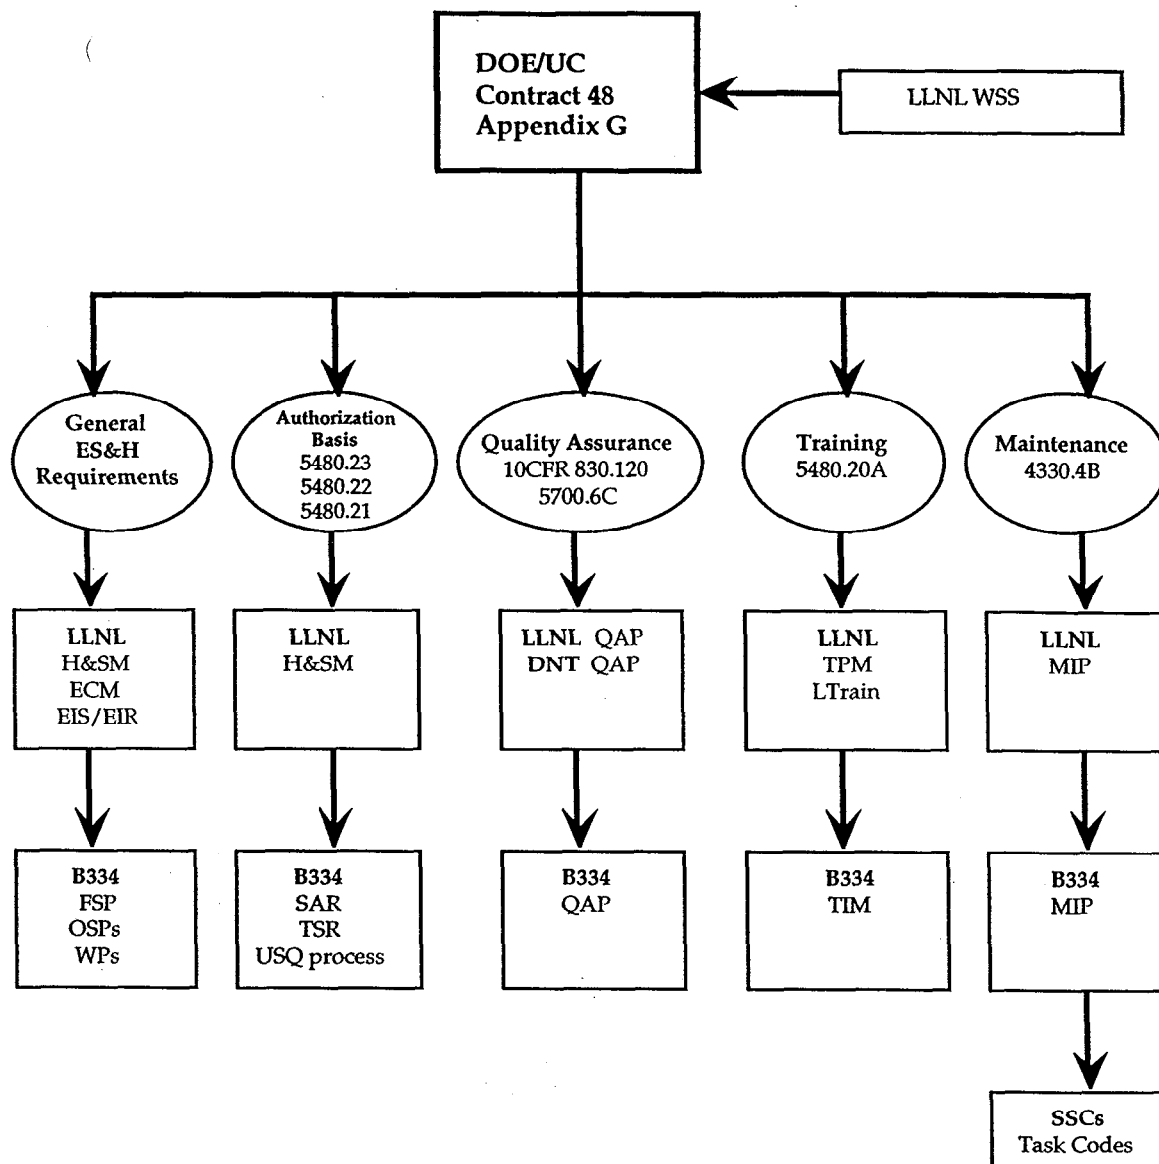 DOE/UC
Contract 48
Appendix G
LLNL WSS
General
ES&H
Requirements
Authorization
Basis
5480.23
5480.22
5480.21
Quality Assurance
10CFR 830.120
5700.6C
Training
5480.20A
Maintenance
4330.4B
LLNL
H&SM
ECM
EIS/EIR
LLNL
H&SM
LLNL QAP
DNT QAP
LLNL
TPM
LTrain
LLNL
MIP
B334
FSP
OSPs
WPs
B334
SAR
TSR
USQ process
B334
QAP
B334
TIM
B334
MIP
SSCs
Task Codes